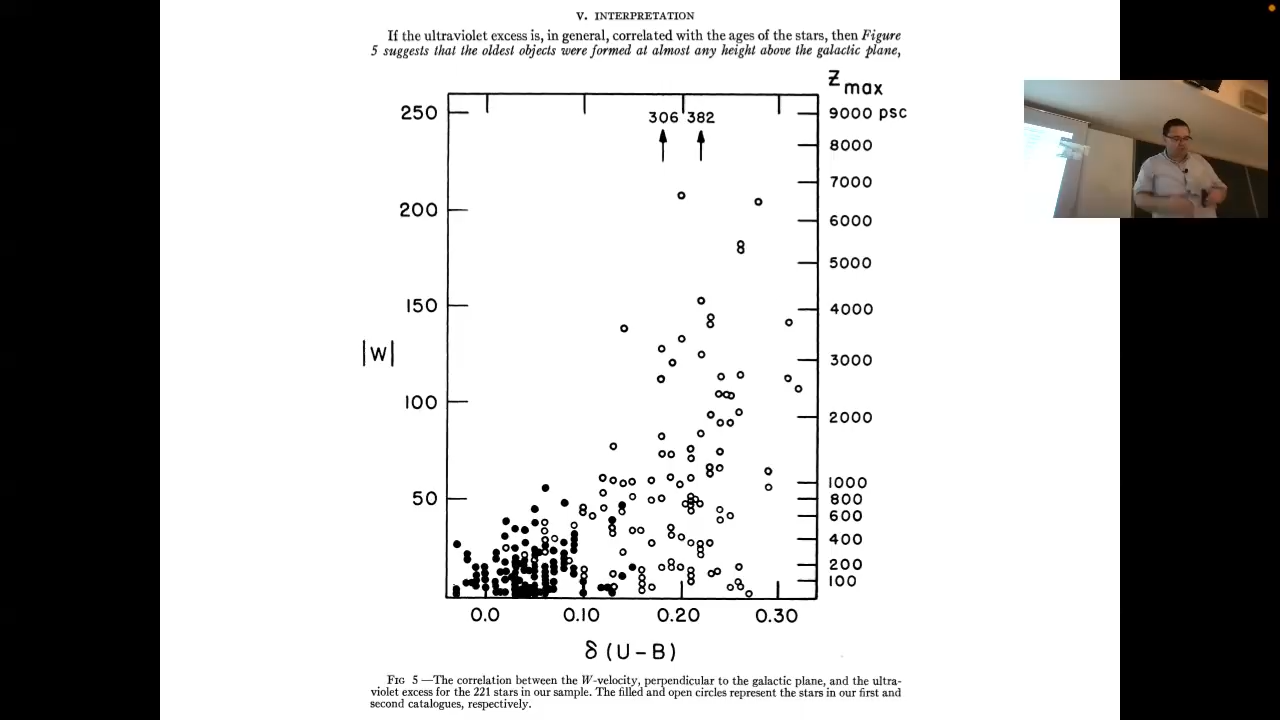 V. INTERPRETATION
If the ultraviolet excess is, in general, correlated with the ages of the stars, then Figure
5 suggests that the oldest objects were formed at almost any height above the galactic plane,
Z max
250
306 382
9000 psc
8000
7000
200
6000
5000
150
4000
|W|
3000
100
2000
1000
50
800
600
400
200
100
0.0 0.10 0.20 0.30
δ (U-B)
FIG 5 —The correlation between the W-velocity, perpendicular to the galactic plane, and the ultra-
violet excess for the 221 stars in our sample. The filled and open circles represent the stars in our first and
second catalogues, respectively.